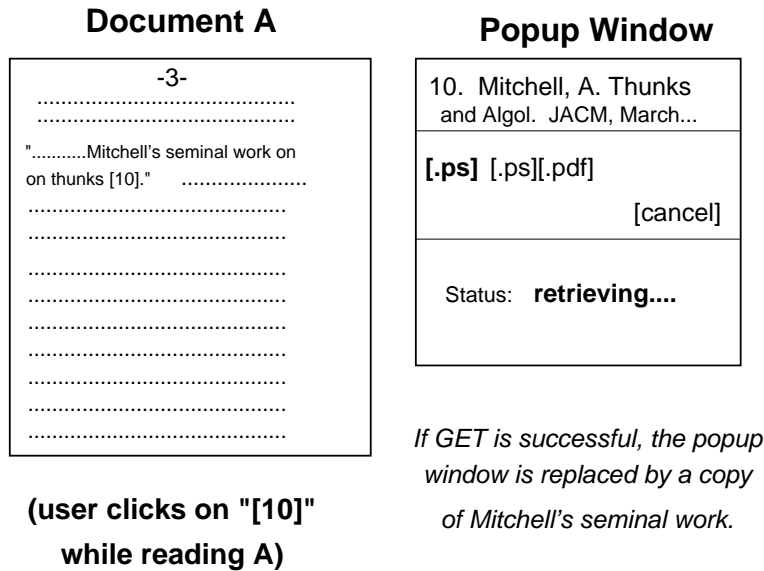 Document A
-3-
...........................................
...........................................
"...........Mitchell's seminal work on
on thunks [10]." .....................
...........................................
...........................................
...........................................
...........................................
...........................................
...........................................
...........................................
...........................................
...........................................
(user clicks on "[10]"
while reading A)
Popup Window
10. Mitchell, A. Thunks
and Algol. JACM, March...
[.ps] [.ps][.pdf]
[cancel]
Status: retrieving....
If GET is successful, the popup
window is replaced by a copy
of Mitchell's seminal work.